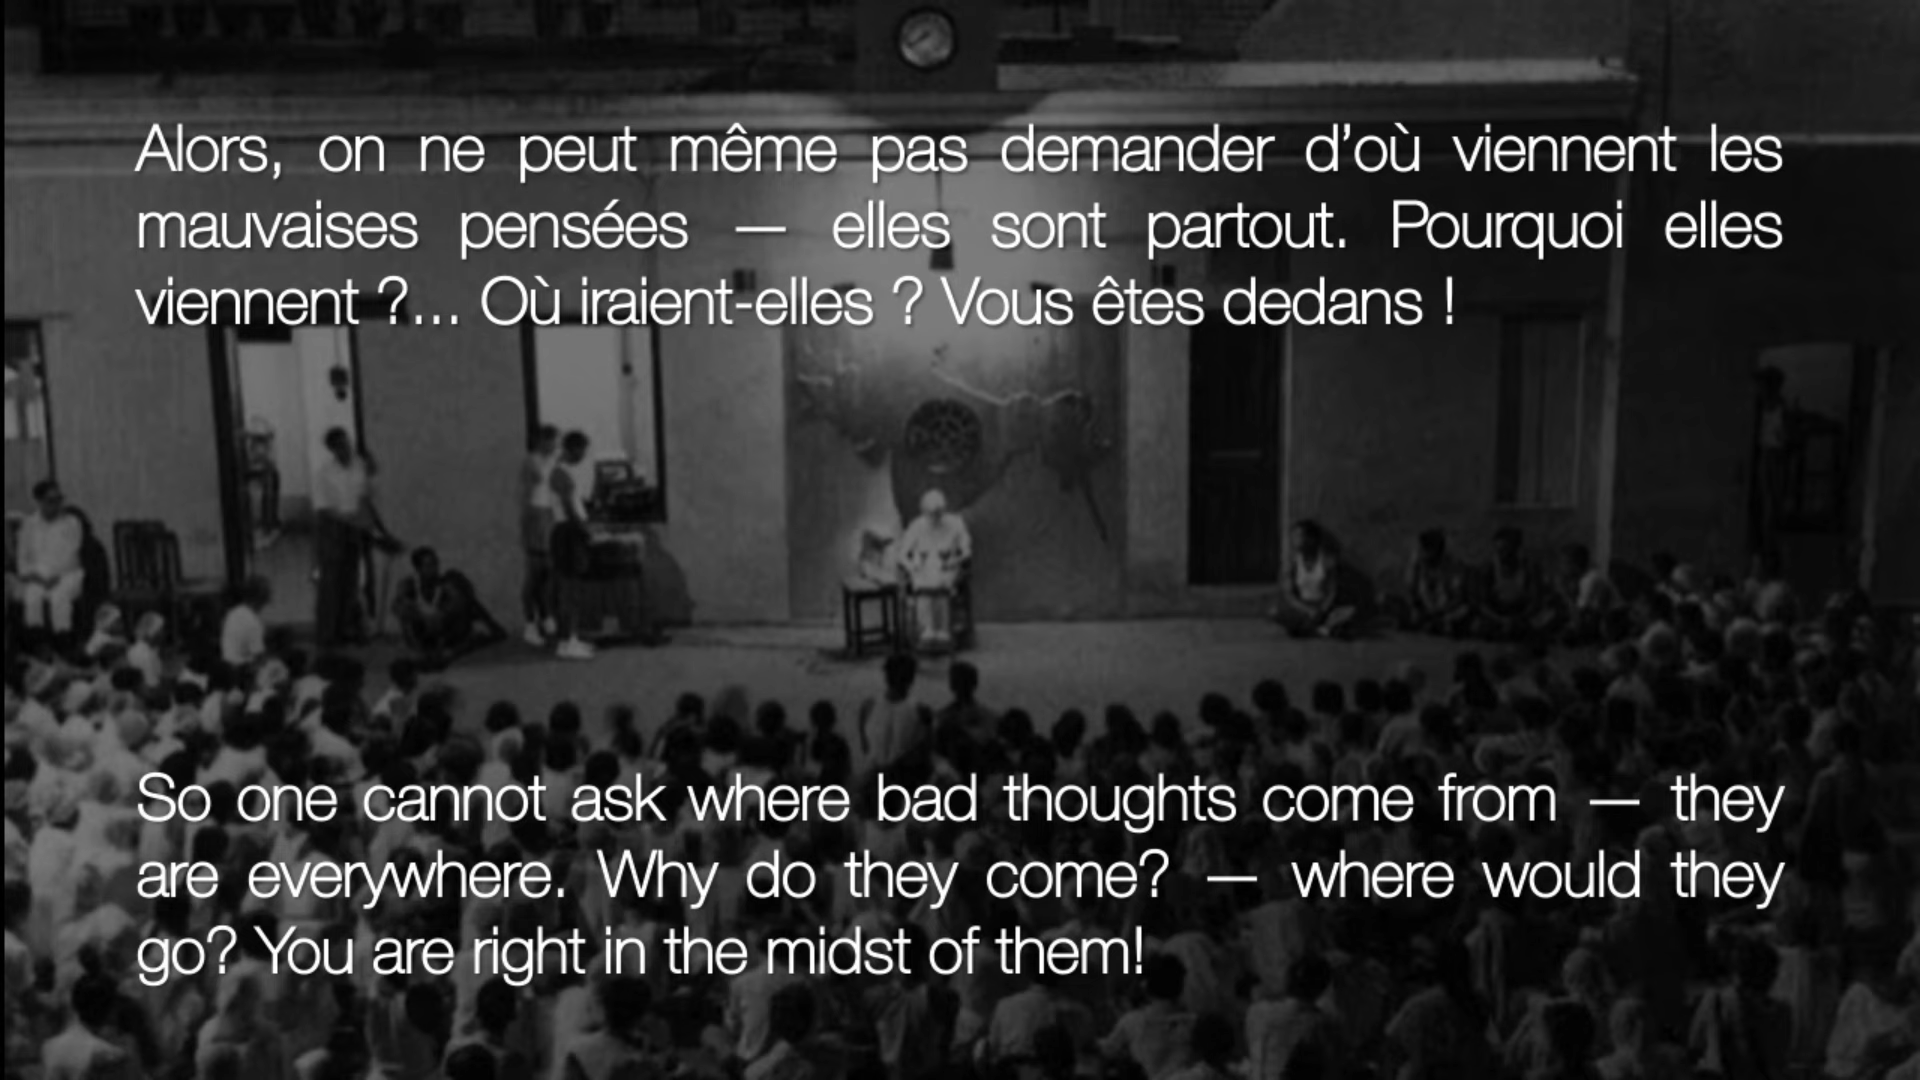 Alors, on ne peut même pas demander d’où viennent les
mauvaises pensées — elles sont partout. Pourquoi elles
viennent ?... Où iraient-elles ? Vous êtes dedans !
So one cannot ask where bad thoughts come from — they
are everywhere. Why do they come? — where would they
go? You are right in the midst of them!